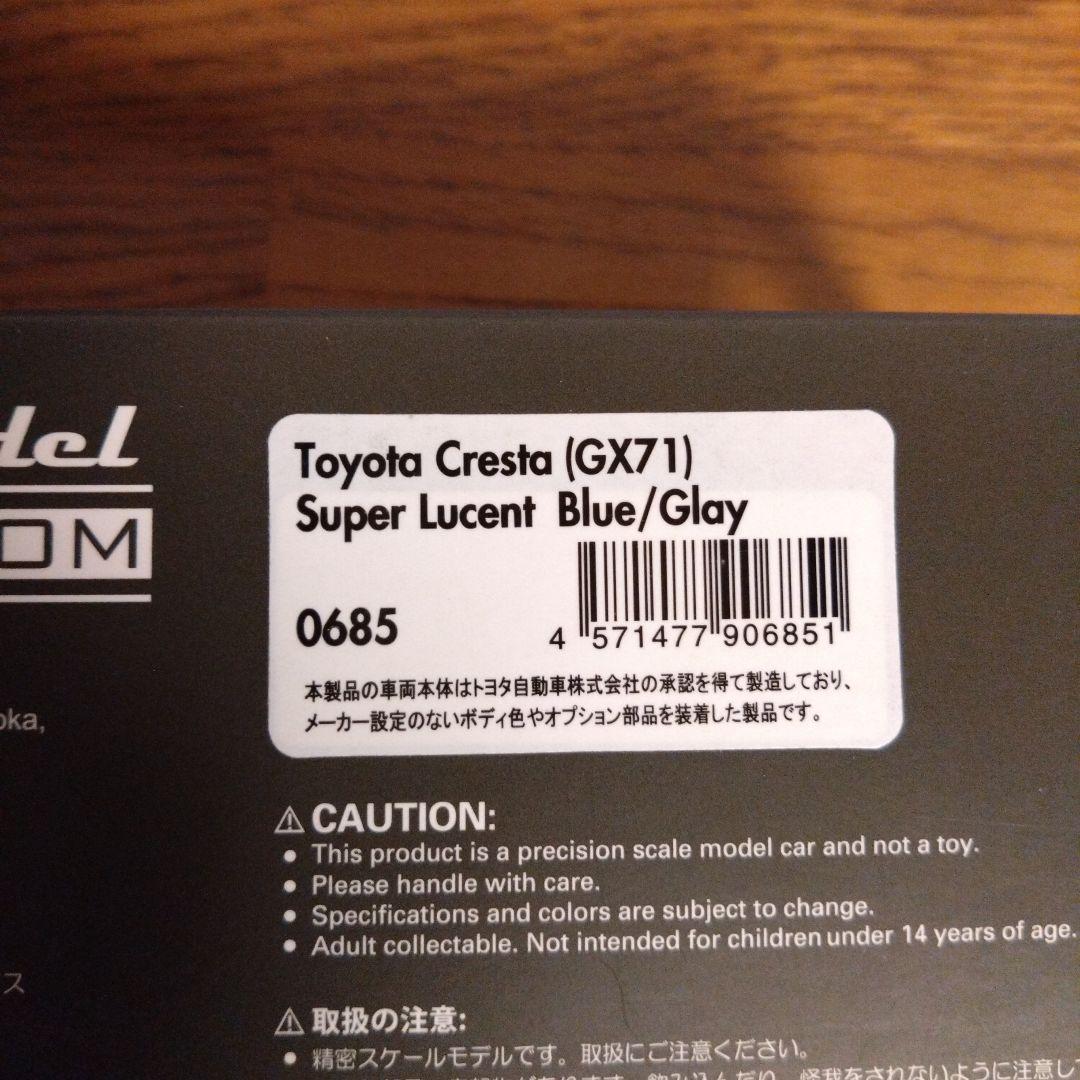 del
OM
Toyota Cresta (GX71)
Super Lucent Blue/Glay
0685
4 571477 906851
本製品の車両本体はトヨタ自動車株式会社の承認を得て製造しており、
メーカー設定のないボディ色やオプション部品を装着した製品です。
oka,
⚠ CAUTION:
• This product is a precision scale model car and not a toy.
• Please handle with care.
• Specifications and colors are subject to change.
• Adult collectable. Not intended for children under 14 years of age.
ス
⚠ 取扱の注意:
• 精密スケールモデルです。取扱にご注意ください。